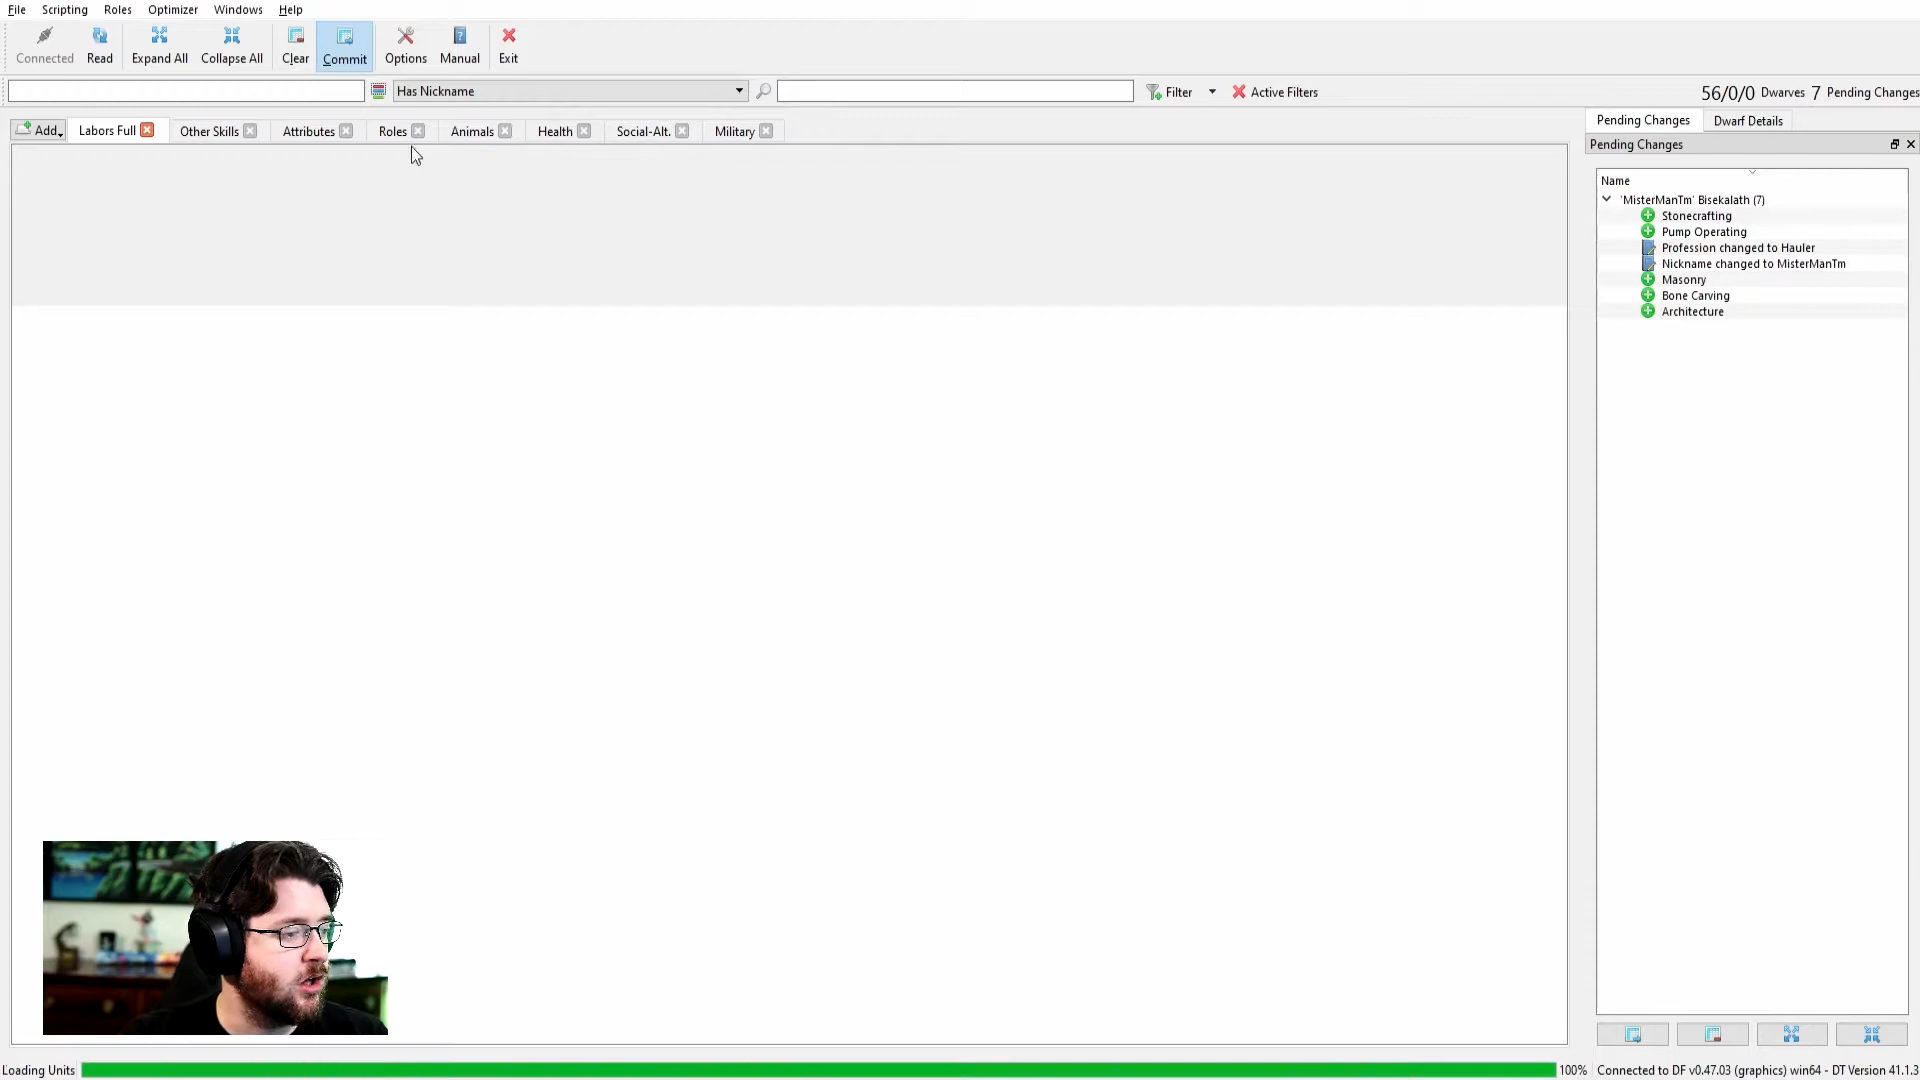 File Scripting Roles Optimizer Windows Help
Connected Read Expand All Collapse All Clear Commit Options Manual Exit
Has Nickname Filter Active Filters 56/0/0 Dwarves 7 Pending Changes
Add Labors Full Other Skills Attributes Roles Animals Health Social-Alt. Military
Pending Changes Dwarf Details
Pending Changes
Name
'MisterManTm' Bisekalath (7)
Stonecrafting
Pump Operating
Profession changed to Hauler
Nickname changed to MisterManTm
Masonry
Bone Carving
Architecture
Loading Units 100% Connected to DF v0.47.03 (graphics) win64 - DT Version 41.1.3